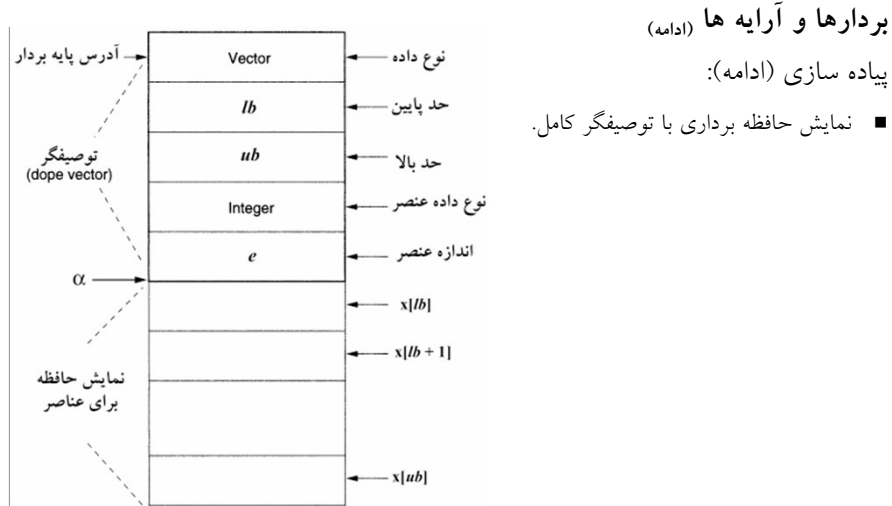 بردارها و آرایه ها (ادامه)
پیاده سازی (ادامه):
■ نمایش حافظه برداری با توصیفگر کامل.
آدرس پایه بردار
Vector
نوع داده
lb
حد پایین
ub
حد بالا
توصیفگر
(dope vector)
Integer
نوع داده عنصر
e
اندازه عنصر
α
x[lb]
x[lb + 1]
نمایش حافظه
برای عناصر
x[ub]